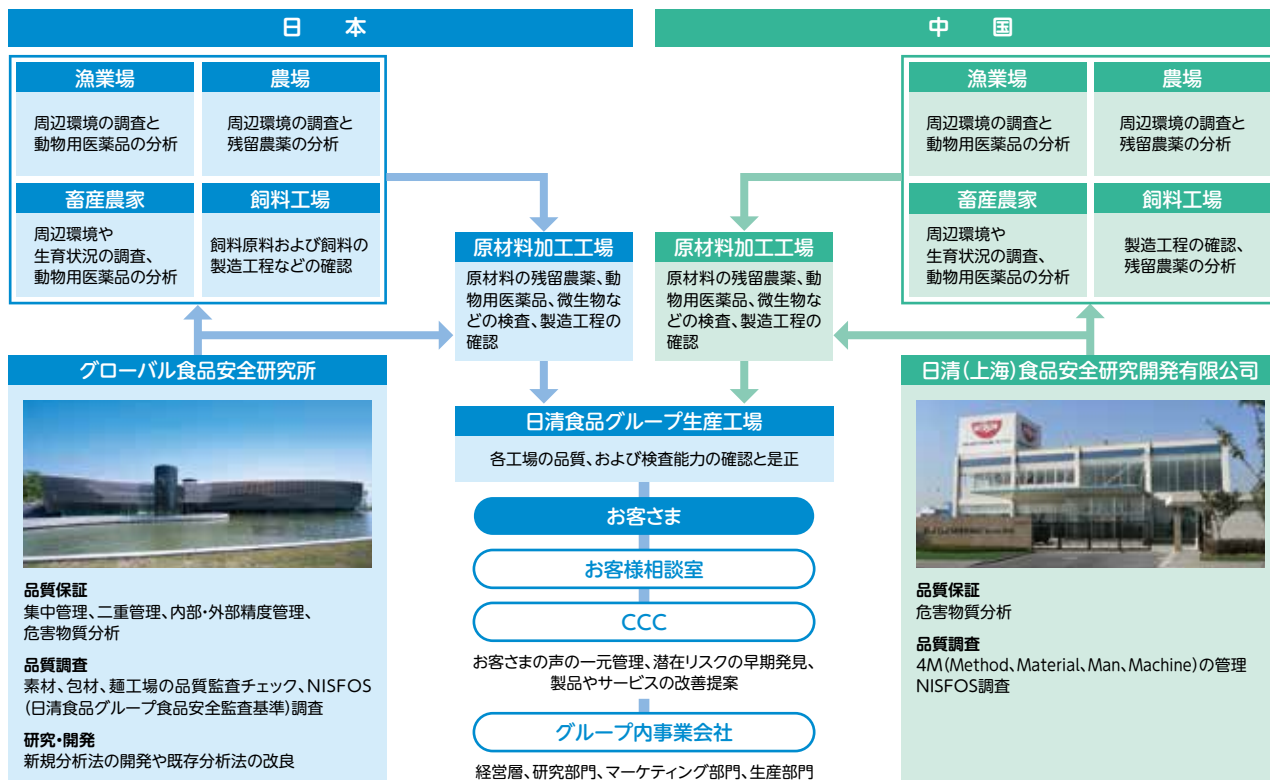 日 本
中 国
漁業場
周辺環境の調査と
動物用医薬品の分析
農場
周辺環境の調査と
残留農薬の分析
畜産農家
周辺環境や
生育状況の調査、
動物用医薬品の分析
飼料工場
飼料原料および飼料の
製造工程などの確認
漁業場
周辺環境の調査と
動物用医薬品の分析
農場
周辺環境の調査と
残留農薬の分析
畜産農家
周辺環境や
生育状況の調査、
動物用医薬品の分析
飼料工場
製造工程の確認、
残留農薬の分析
原材料加工工場
原材料の残留農薬、動
物用医薬品、微生物な
どの検査、製造工程の
確認
原材料加工工場
原材料の残留農薬、動
物用医薬品、微生物な
どの検査、製造工程の
確認
グローバル食品安全研究所
品質保証
集中管理、二重管理、内部・外部精度管理、
危害物質分析
品質調査
素材、包材、麺工場の品質監査チェック、NISFOS
(日清食品グループ食品安全監査基準)調査
研究・開発
新規分析法の開発や既存分析法の改良
日清食品グループ生産工場
各工場の品質、および検査能力の確認と是正
お客さま
お客様相談室
CCC
お客さまの声の一元管理、潜在リスクの早期発見、
製品やサービスの改善提案
グループ内事業会社
経営層、研究部門、マーケティング部門、生産部門
日清(上海)食品安全研究開発有限公司
NISSIN
品質保証
危害物質分析
品質調査
4M(Method、Material、Man、Machine)の管理
NISFOS調査